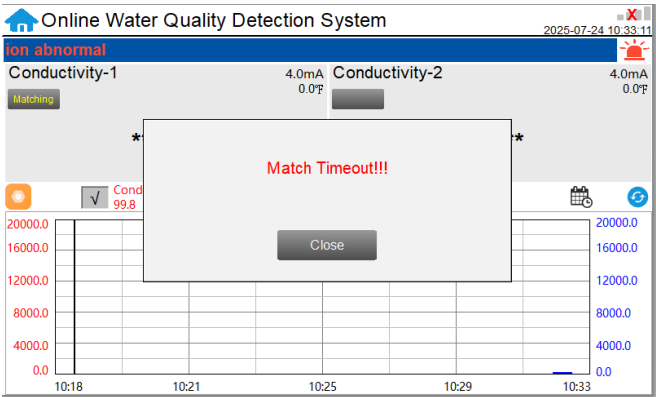 Online Water Quality Detection System
X
2025-07-24 10:33:11
ion abnormal
Conductivity-1
4.0mA
0.0℉
Matching
Conductivity-2
4.0mA
0.0℉
*
*
Match Timeout!!!
Close
√
Cond
99.8
20000.0
16000.0
12000.0
8000.0
4000.0
0.0
20000.0
16000.0
12000.0
8000.0
4000.0
0.0
10:18
10:21
10:25
10:29
10:33